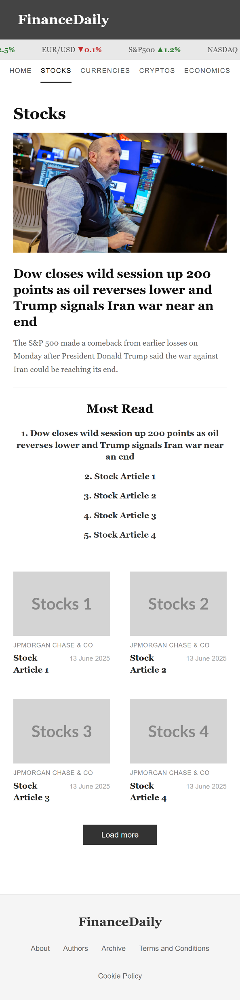 FinanceDaily
2.5% EUR/USD ▼0.1% S&P500 ▲1.2% NASDAQ
HOME STOCKS CURRENCIES CRYPTOS ECONOMICS
Stocks
Dow closes wild session up 200
points as oil reverses lower and
Trump signals Iran war near an
end
The S&P 500 made a comeback from earlier losses on
Monday after President Donald Trump said the war against
Iran could be reaching its end.
Most Read
1. Dow closes wild session up 200 points as oil
reverses lower and Trump signals Iran war near
an end
2. Stock Article 1
3. Stock Article 2
4. Stock Article 3
5. Stock Article 4
Stocks 1
JPMORGAN CHASE & CO
Stock
Article 1
13 June 2025
Stocks 2
JPMORGAN CHASE & CO
Stock
Article 2
13 June 2025
Stocks 3
JPMORGAN CHASE & CO
Stock
Article 3
13 June 2025
Stocks 4
JPMORGAN CHASE & CO
Stock
Article 4
13 June 2025
Load more
FinanceDaily
About Authors Archive Terms and Conditions
Cookie Policy